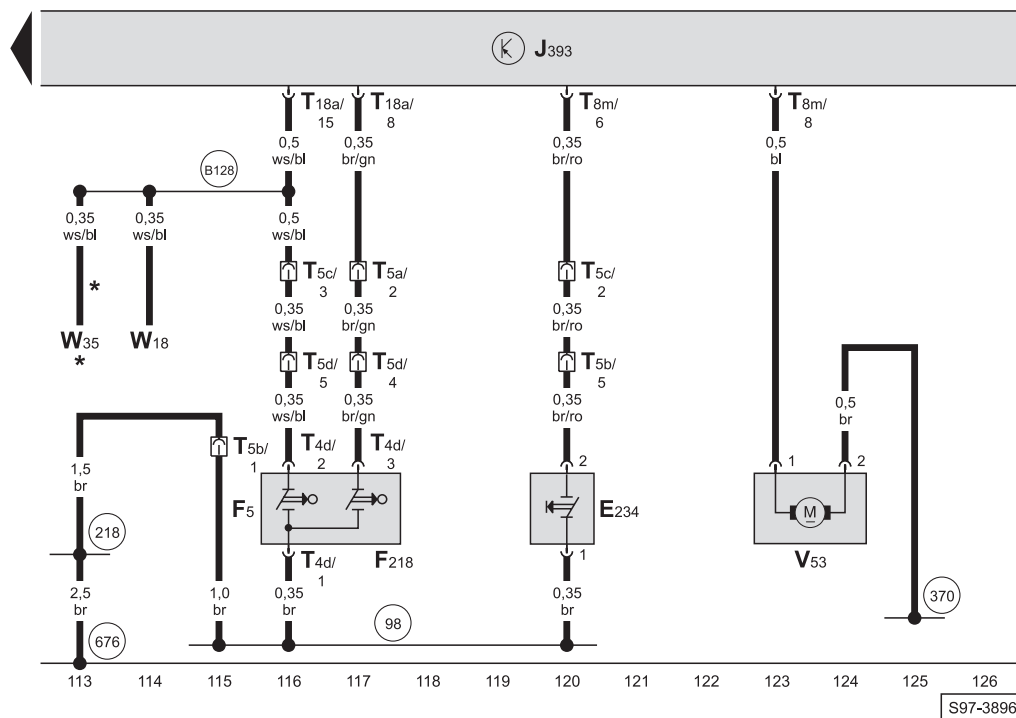 J393
T18a/ T18a/ T8m/ T8m/
15 8 6 8
0,5 0,35 0,35 0,5
ws/bl br/gn br/ro bl
B128
0,35 0,35 0,5
ws/bl ws/bl ws/bl
T5c/ T5a/ T5c/
3 2 2
*
0,35 0,35 0,35
ws/bl br/gn br/ro
W35 W18
*
T5d/ T5d/ T5b/
5 4 5
0,35 0,35 0,35 0,5
ws/bl br/gn br/ro br
T5b/ T4d/ T4d/
1 2 3 2 1 2
1,5
br
F5 E234 M
218
F218 V53
T4d/ 1
1
2,5 1,0 0,35 0,35
br br br br
370
98
676
113 114 115 116 117 118 119 120 121 122 123 124 125 126
S97-3896